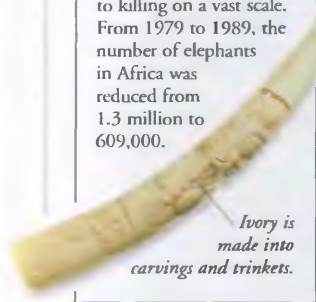 to killing on a vast scale.
From 1979 to 1989, the
number of elephants
in Africa was
reduced from
1.3 million to
609,000.
Ivory is
made into
carvings and trinkets.